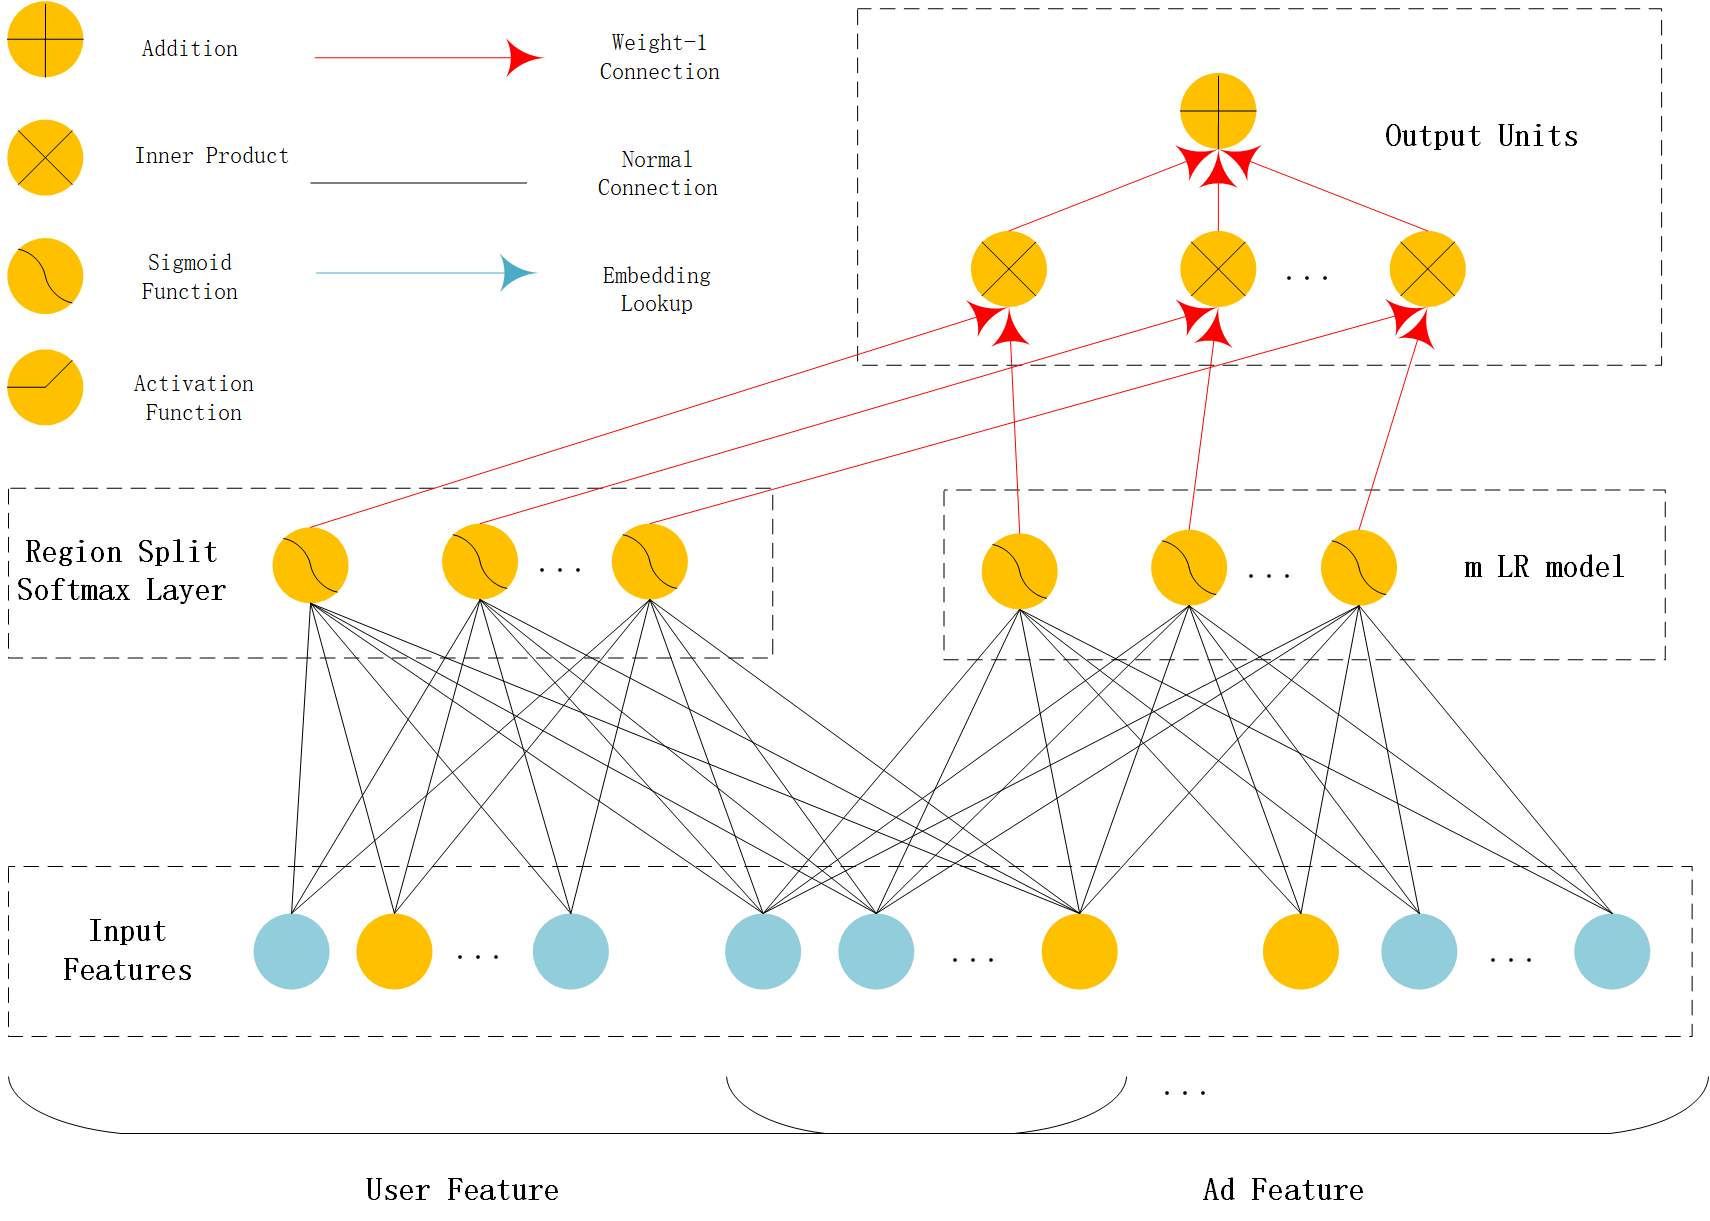 Addition
Weight-1
Connection
Inner Product
Normal
Connection
Sigmoid
Function
Embedding
Lookup
Activation
Function
Output Units
...
Region Split
Softmax Layer
...
...
m LR model
Input
Features
...
...
...
...
User Feature
Ad Feature